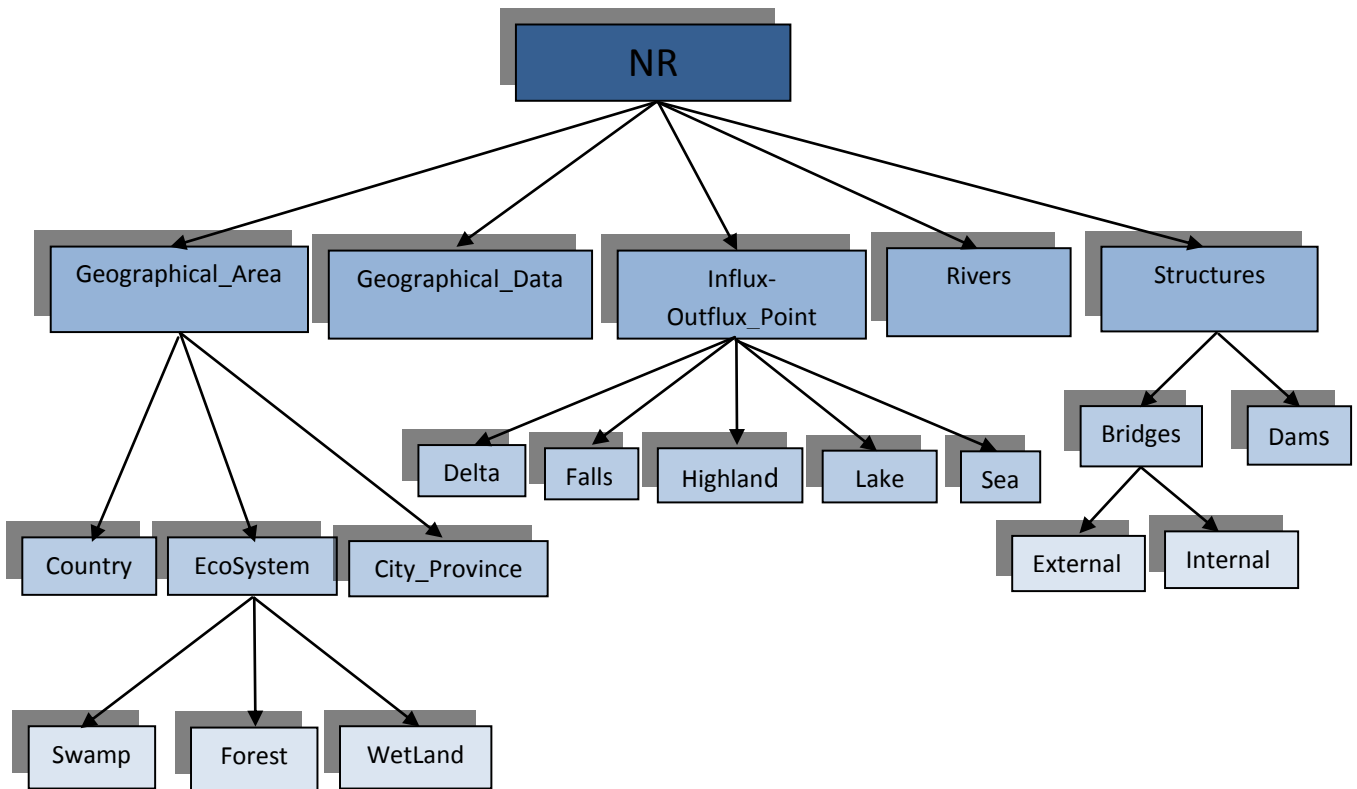 NR
Geographical_Area
Geographical_Data
Influx-
Outflux_Point
Rivers
Structures
Delta
Falls
Highland
Lake
Sea
Bridges
Dams
Country
EcoSystem
City_Province
External
Internal
Swamp
Forest
WetLand